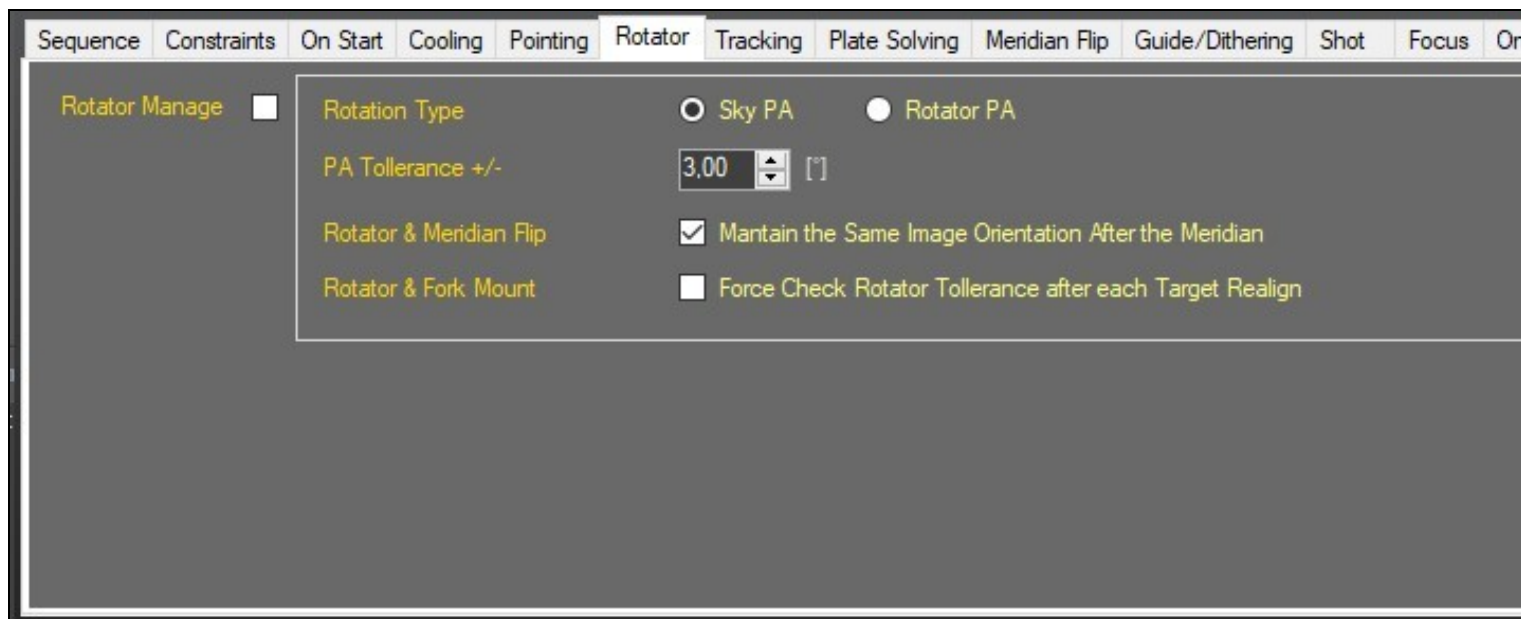 Sequence Constraints On Start Cooling Pointing Rotator Tracking Plate Solving Meridian Flip Guide/Dithering Shot Focus
Rotator Manage Rotation Type Sky PA Rotator PA
PA Tollerance +/- 3,00 [°]
Rotator & Meridian Flip Mantain the Same Image Orientation After the Meridian
Rotator & Fork Mount Force Check Rotator Tollerance after each Target Realign